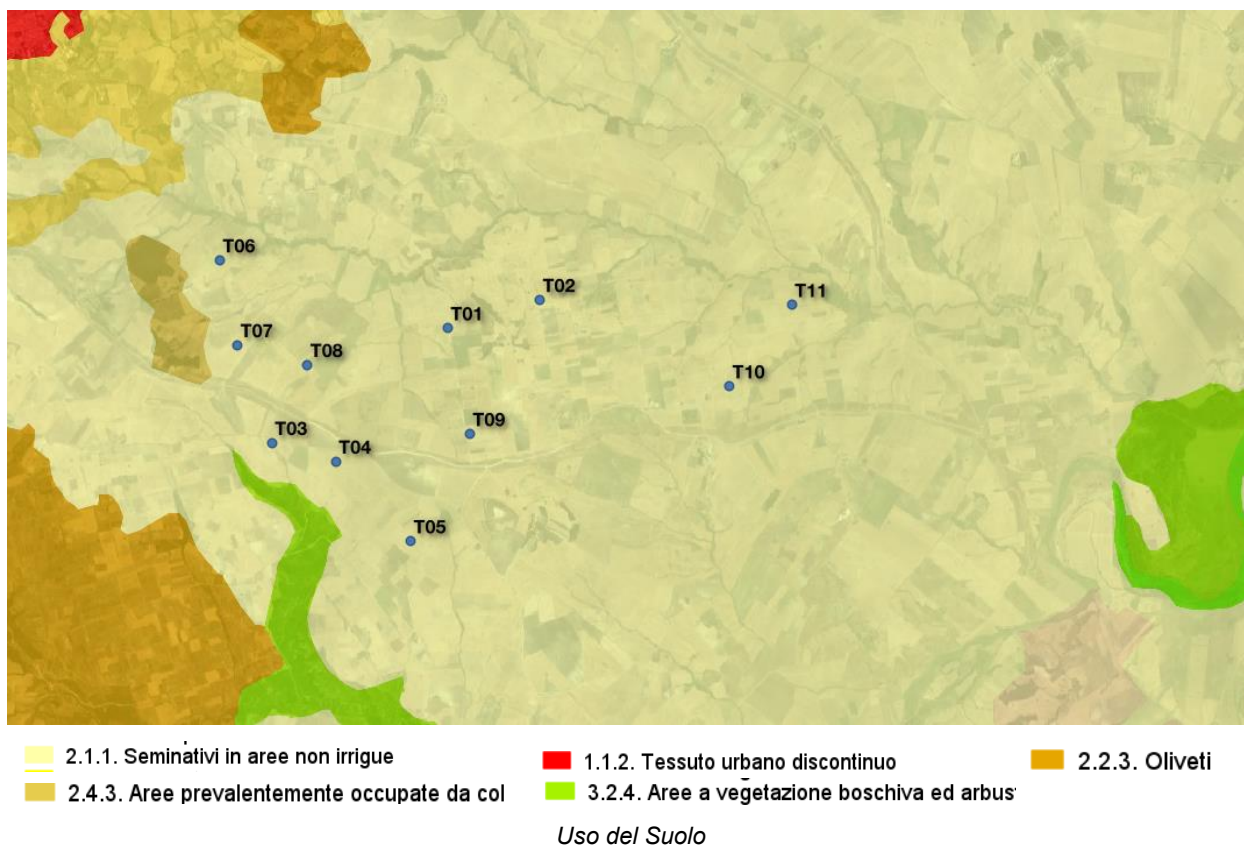 T06
T02
T11
T01
T07
T08
T10
T09
T03
T04
T05
2.1.1. Seminativi in aree non irrigue
1.1.2. Tessuto urbano discontinuo
2.2.3. Oliveti
2.4.3. Aree prevalentemente occupate da col
3.2.4. Aree a vegetazione boschiva ed arbust
Uso del Suolo